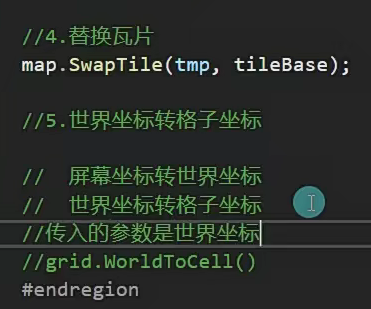 //4.替换瓦片
map.SwapTile(tmp, tileBase);
//5.世界坐标转格子坐标
//  屏幕坐标转世界坐标
//  世界坐标转格子坐标
//传入的参数是世界坐标
//grid.WorldToCell()
#endregion